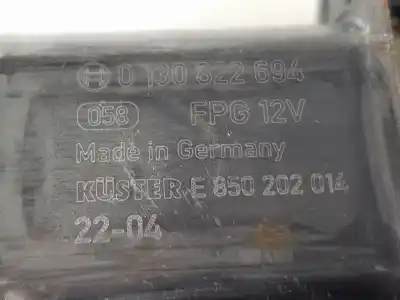 0 130 822 694
058 FPG 12V
Made in Germany
KÜSTER E 850 202 014
22-04